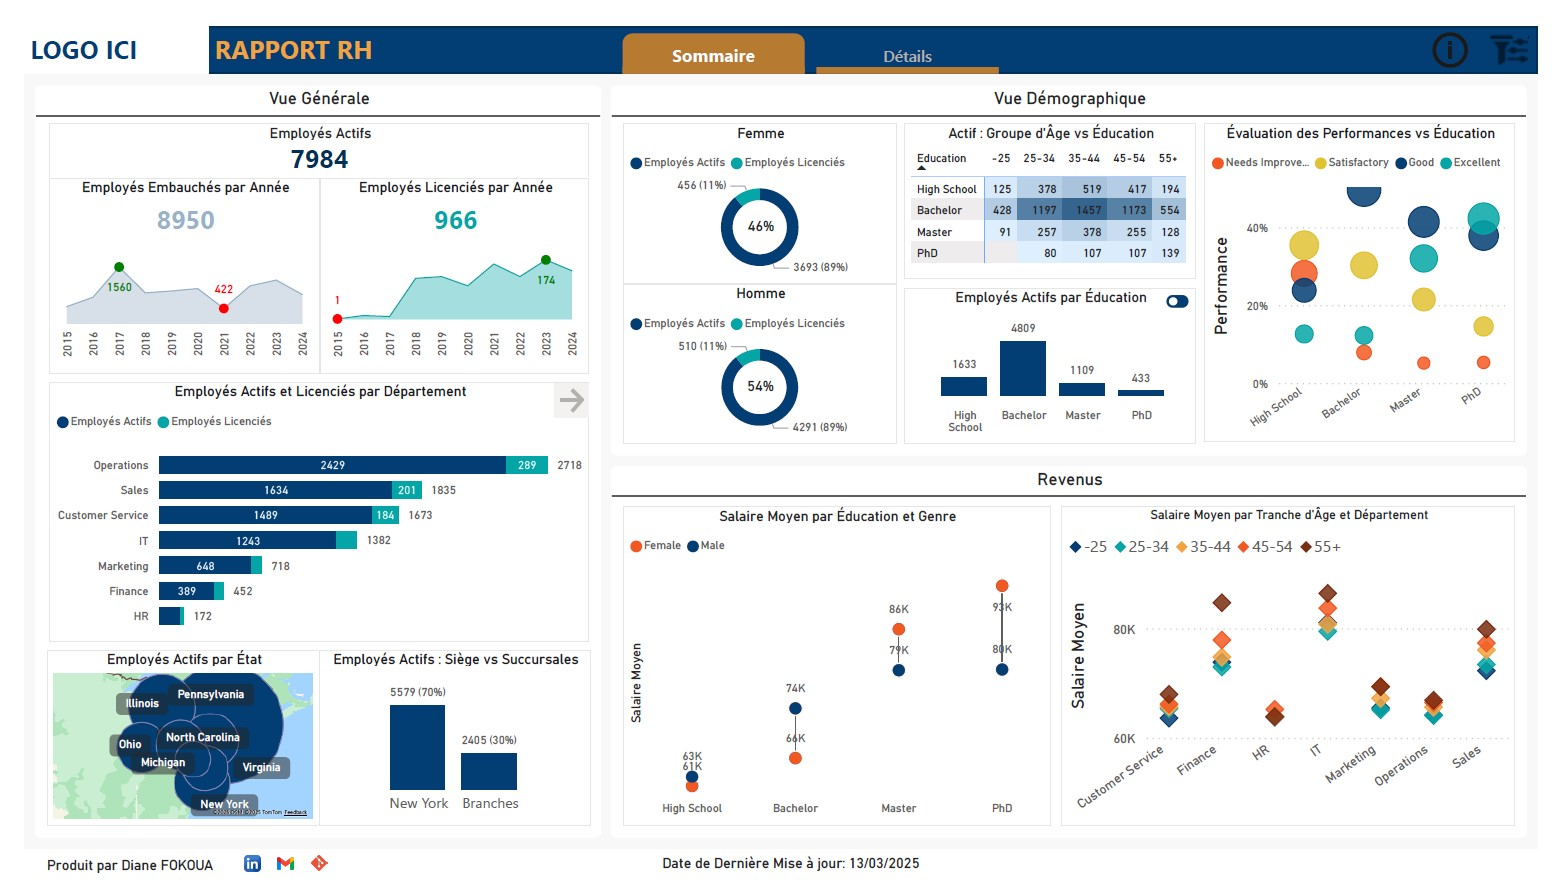 LOGO ICI
RAPPORT RH
Sommaire
Détails
Vue Générale
Employés Actifs
7984
Employés Embauchés par Année
8950
1560
422
2015 2016 2017 2018 2019 2020 2021 2022 2023 2024
Employés Licenciés par Année
966
1
174
2015 2016 2017 2018 2019 2020 2021 2022 2023 2024
Employés Actifs et Licenciés par Département
Employés Actifs Employés Licenciés
Operations 2429 289 2718
Sales 1634 201 1835
Customer Service 1489 184 1673
IT 1243 1382
Marketing 648 718
Finance 389 452
HR 172
Employés Actifs par État
Illinois
Pennsylvania
Ohio
North Carolina
Michigan
Virginia
New York
TomTom Feedback
Employés Actifs : Siège vs Succursales
5579 (70%)
2405 (30%)
New York Branches
Vue Démographique
Femme
Employés Actifs Employés Licenciés
456 (11%)
46%
3693 (89%)
Homme
Employés Actifs Employés Licenciés
510 (11%)
54%
4291 (89%)
Actif : Groupe d'Âge vs Éducation
Education -25 25-34 35-44 45-54 55+
High School 125 378 519 417 194
Bachelor 428 1197 1457 1173 554
Master 91 257 378 255 128
PhD 80 107 107 139
Employés Actifs par Éducation
1633
4809
1109
433
High School
Bachelor
Master
PhD
Évaluation des Performances vs Éducation
Needs Improve... Satisfactory Good Excellent
Performance
40%
20%
0%
High School
Bachelor
Master
PhD
Revenus
Salaire Moyen par Éducation et Genre
Female Male
Salaire Moyen
63K
61K
74K
66K
86K
79K
93K
80K
High School
Bachelor
Master
PhD
Salaire Moyen par Tranche d'Âge et Département
-25 25-34 35-44 45-54 55+
Salaire Moyen
80K
60K
Customer Service
Finance
HR
IT
Marketing
Operations
Sales
Produit par Diane FOKOUA
in
Date de Dernière Mise à jour: 13/03/2025